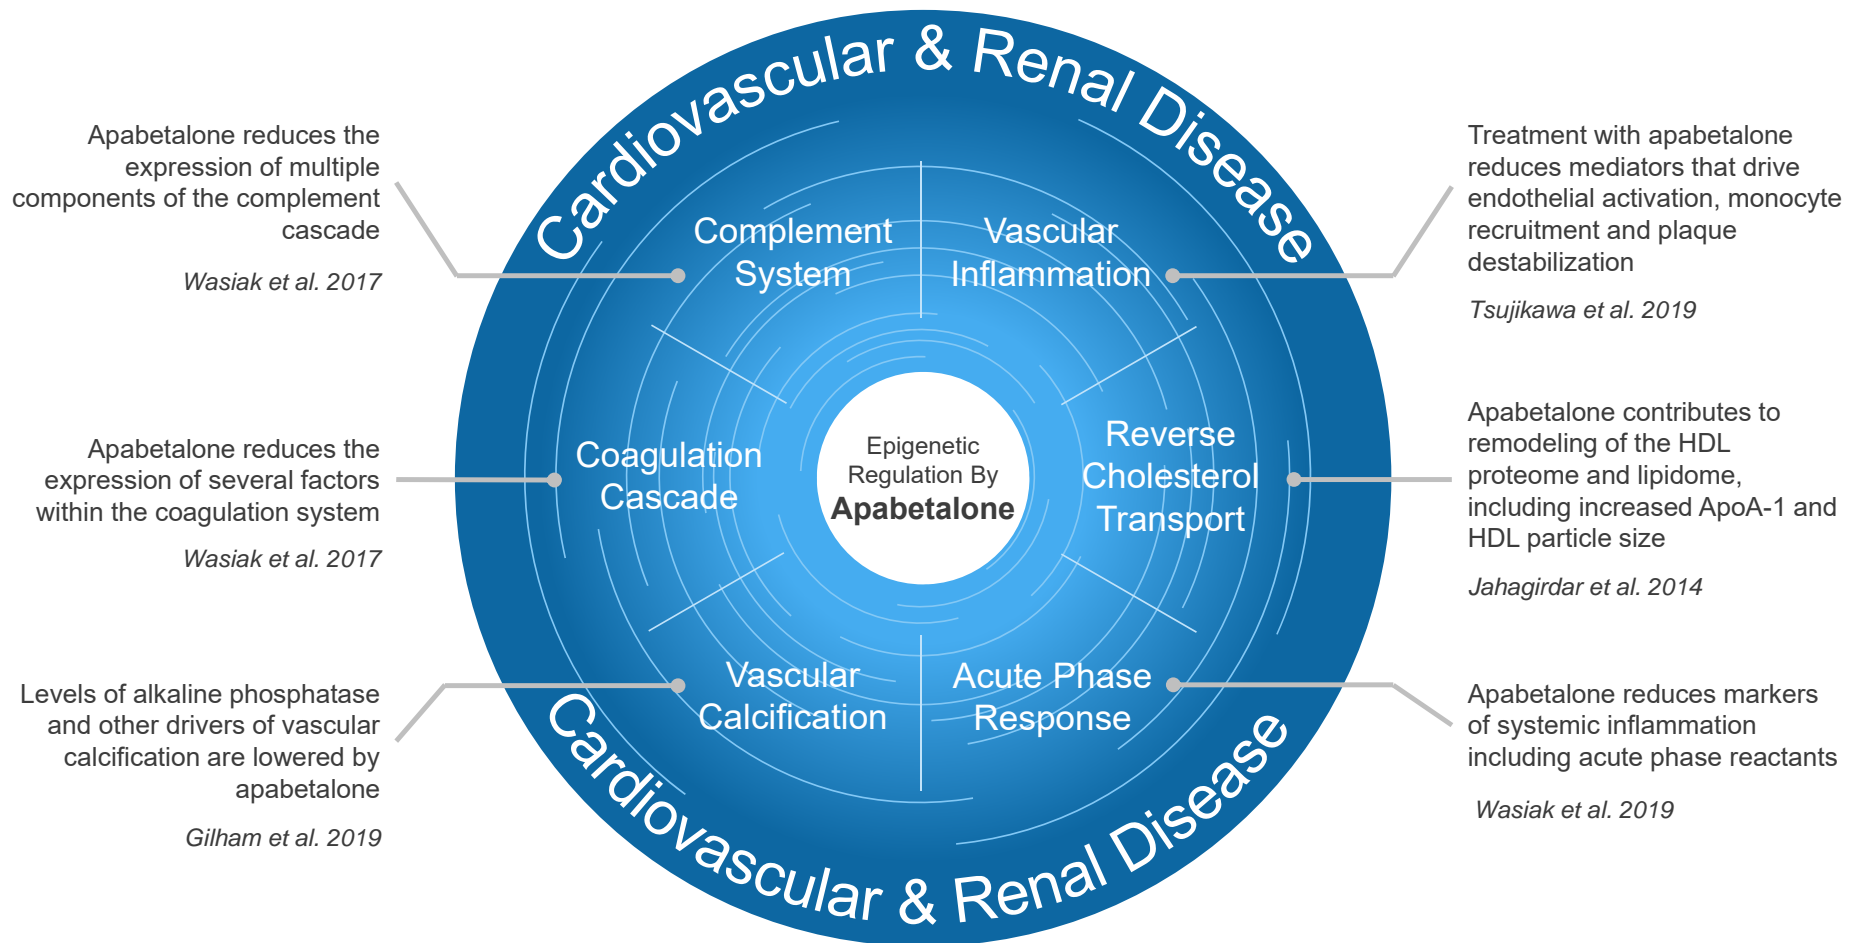 Cardiovascular & Renal Disease
Apabetalone reduces the
expression of multiple
components of the complement
cascade
Wasiak et al. 2017
Apabetalone reduces the
expression of several factors
within the coagulation system
Wasiak et al. 2017
Levels of alkaline phosphatase
and other drivers of vascular
calcification are lowered by
apabetalone
Gilham et al. 2019
Complement
System
Vascular
Inflammation
Coagulation
Cascade
Epigenetic
Regulation By
Apabetalone
Reverse
Cholesterol
Transport
Vascular
Calcification
Acute Phase
Response
Treatment with apabetalone
reduces mediators that drive
endothelial activation, monocyte
recruitment and plaque
destabilization
Tsujikawa et al. 2019
Apabetalone contributes to
remodeling of the HDL
proteome and lipidome,
including increased ApoA-1 and
HDL particle size
Jahagirdar et al. 2014
Apabetalone reduces markers
of systemic inflammation
including acute phase reactants
Wasiak et al. 2019
Cardiovascular & Renal Disease